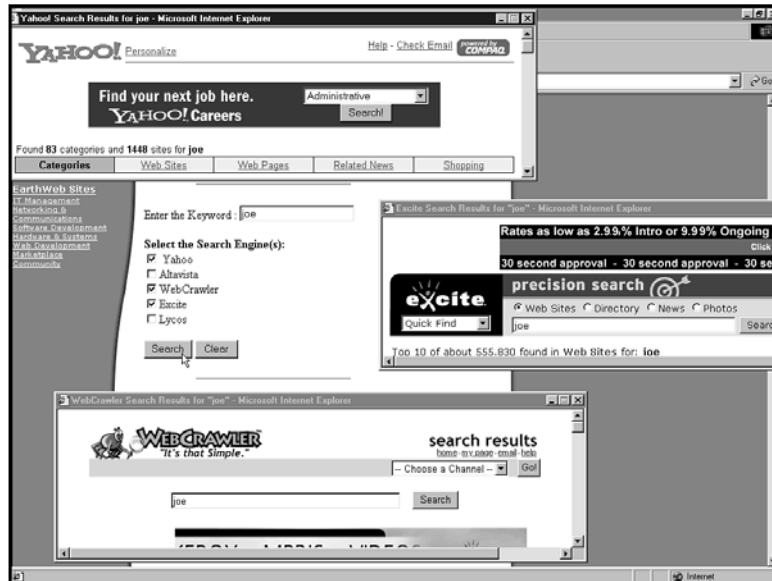 Yahoo! Search Results for joe - Microsoft Internet Explorer
YAHOO! Personalize
Help - Check Email powered by COMPAQ
Find your next job here.
YAHOO! Careers
Administrative
Search!
Found 83 categories and 1448 sites for joe
Categories Web Sites Web Pages Related News Shopping
Go
EarthWeb Sites
IT Management
Networking &
Communications
Software Development
Hardware & Systems
Web Development
Marketplace
Community
Enter the Keyword : joe
Select the Search Engine(s):
Yahoo
Altavista
WebCrawler
Excite
Lycos
Search Clear
Excite Search Results for "joe" - Microsoft Internet Explorer
Rates as low as 2.99% Intro or 9.99% Ongoing
Click
30 second approval - 30 second approval - 30 se
excite
precision search
Web Sites Directory News Photos
Quick Find
joe
Searc
Top 10 of about 555,830 found in Web Sites for: joe
WebCrawler Search Results for "joe" - Microsoft Internet Explorer
WEBCRAWLER
"It's that Simple."
search results
home · my page · email · help
-- Choose a Channel --
Go!
joe
Search
Internet